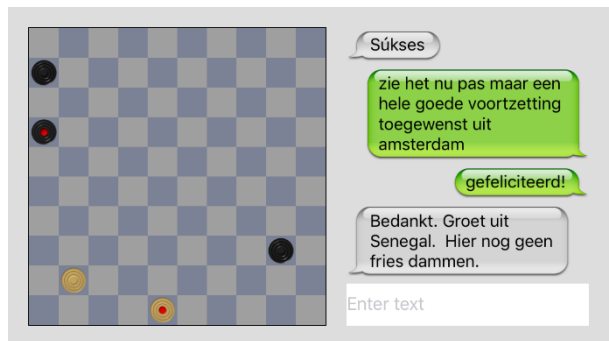 Súkses
zie het nu pas maar een
hele goede voortzetting
toegewenst uit
amsterdam
gefeliciteerd!
Bedankt. Groet uit
Senegal.  Hier nog geen
fries dammen.
Enter text